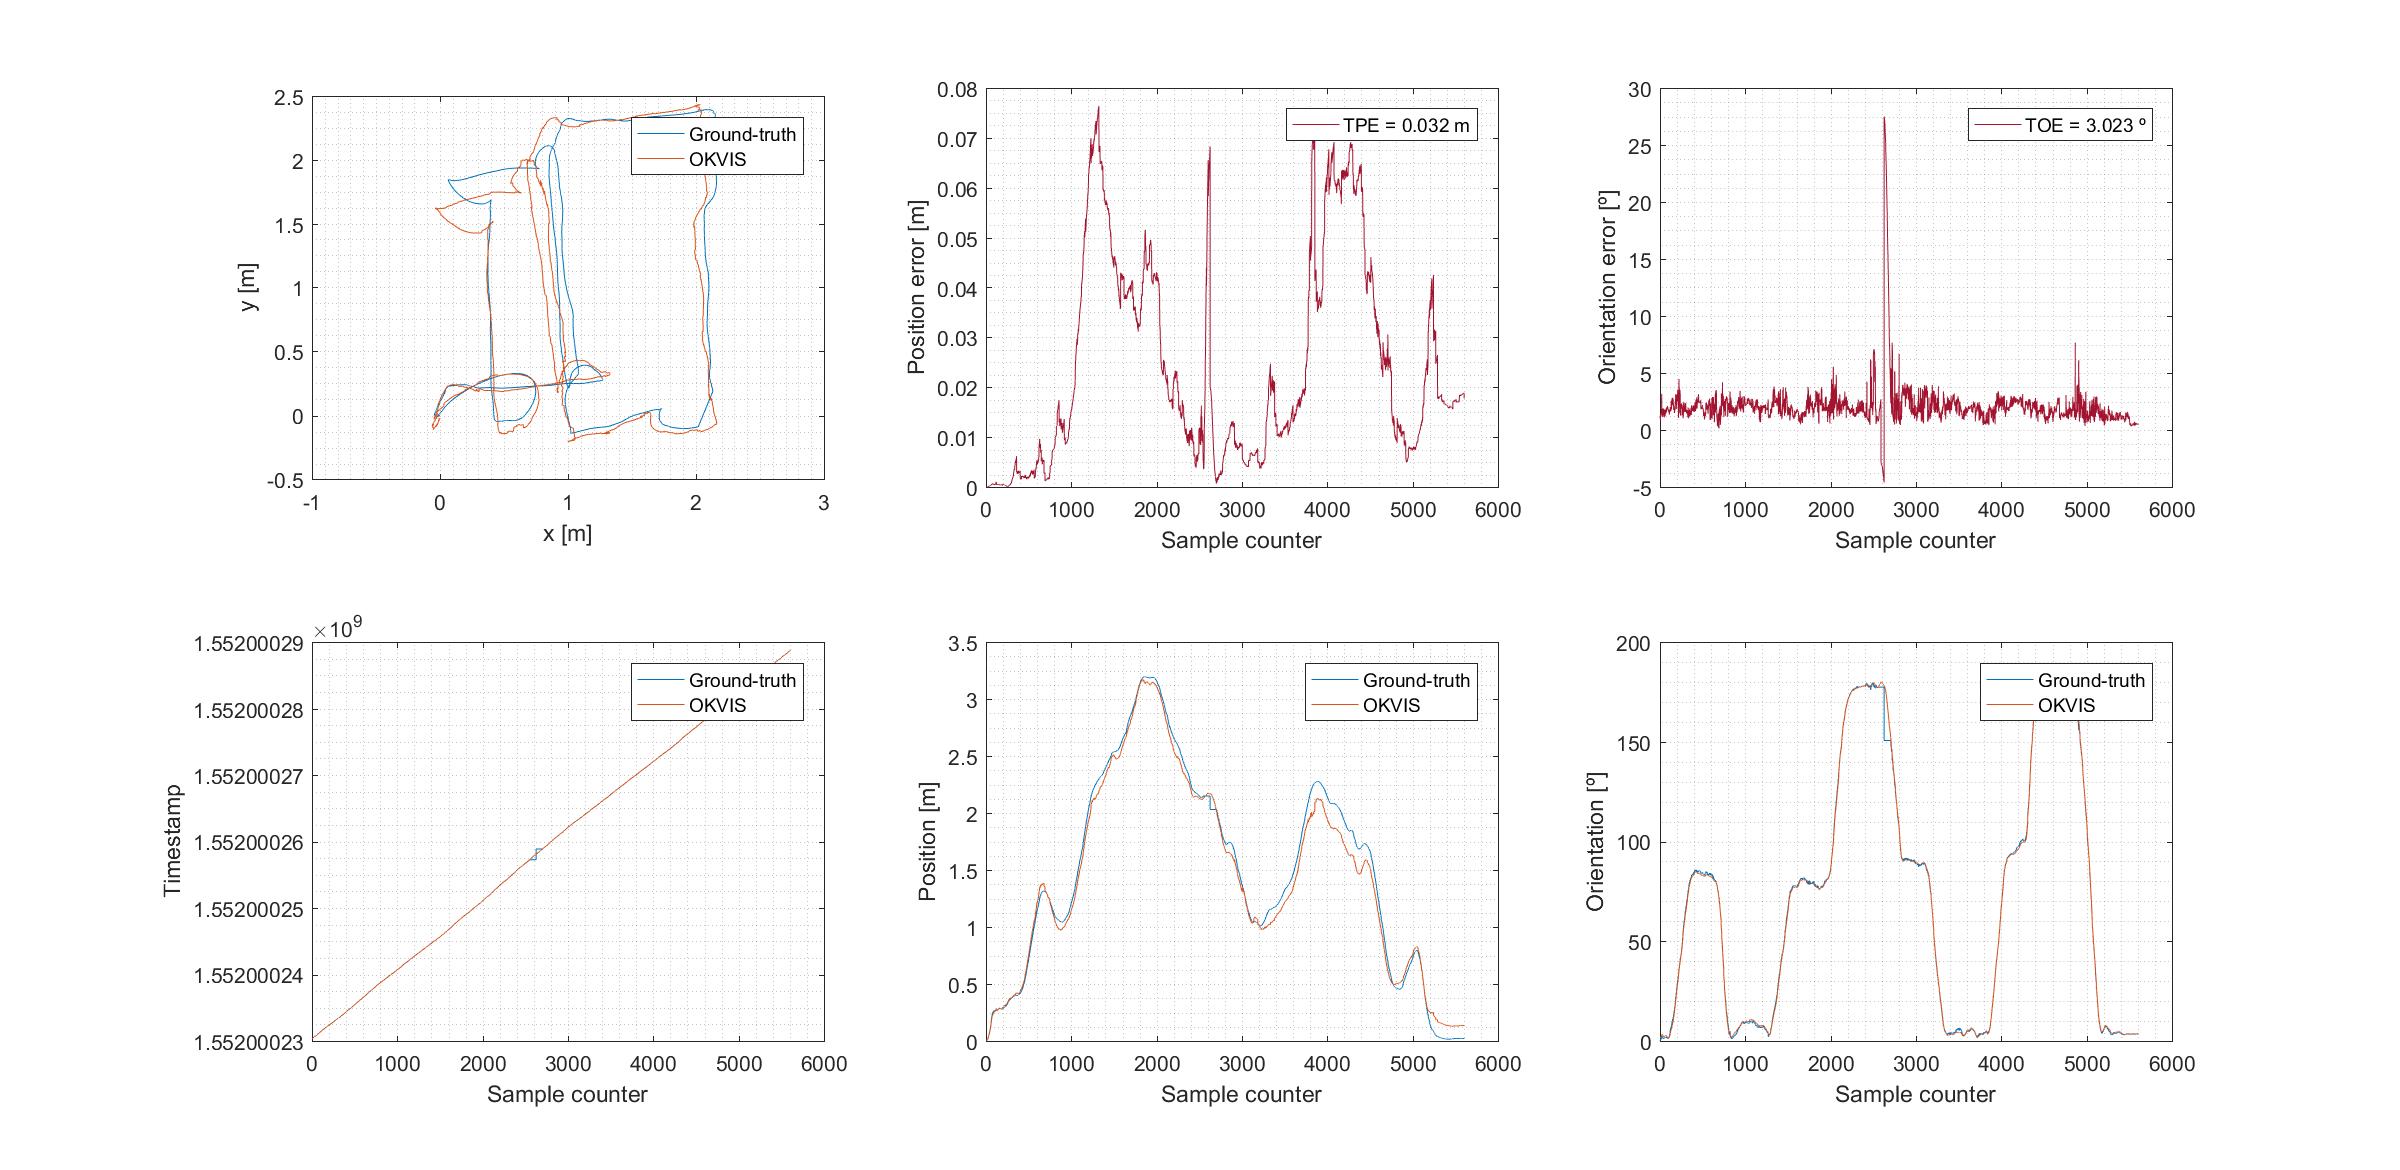 2.5
2
1.5
1
0.5
0
-0.5
-1 0 1 2 3
x [m]
y [m]
Ground-truth
OKVIS
0.08
0.07
0.06
0.05
0.04
0.03
0.02
0.01
0
0 1000 2000 3000 4000 5000 6000
Sample counter
Position error [m]
TPE = 0.032 m
30
25
20
15
10
5
0
-5
0 1000 2000 3000 4000 5000 6000
Sample counter
Orientation error [º]
TOE = 3.023 º
×10⁹
1.55200029
1.55200028
1.55200027
1.55200026
1.55200025
1.55200024
1.55200023
0 1000 2000 3000 4000 5000 6000
Sample counter
Timestamp
Ground-truth
OKVIS
3.5
3
2.5
2
1.5
1
0.5
0
0 1000 2000 3000 4000 5000 6000
Sample counter
Position [m]
Ground-truth
OKVIS
200
150
100
50
0
0 1000 2000 3000 4000 5000 6000
Sample counter
Orientation [º]
Ground-truth
OKVIS